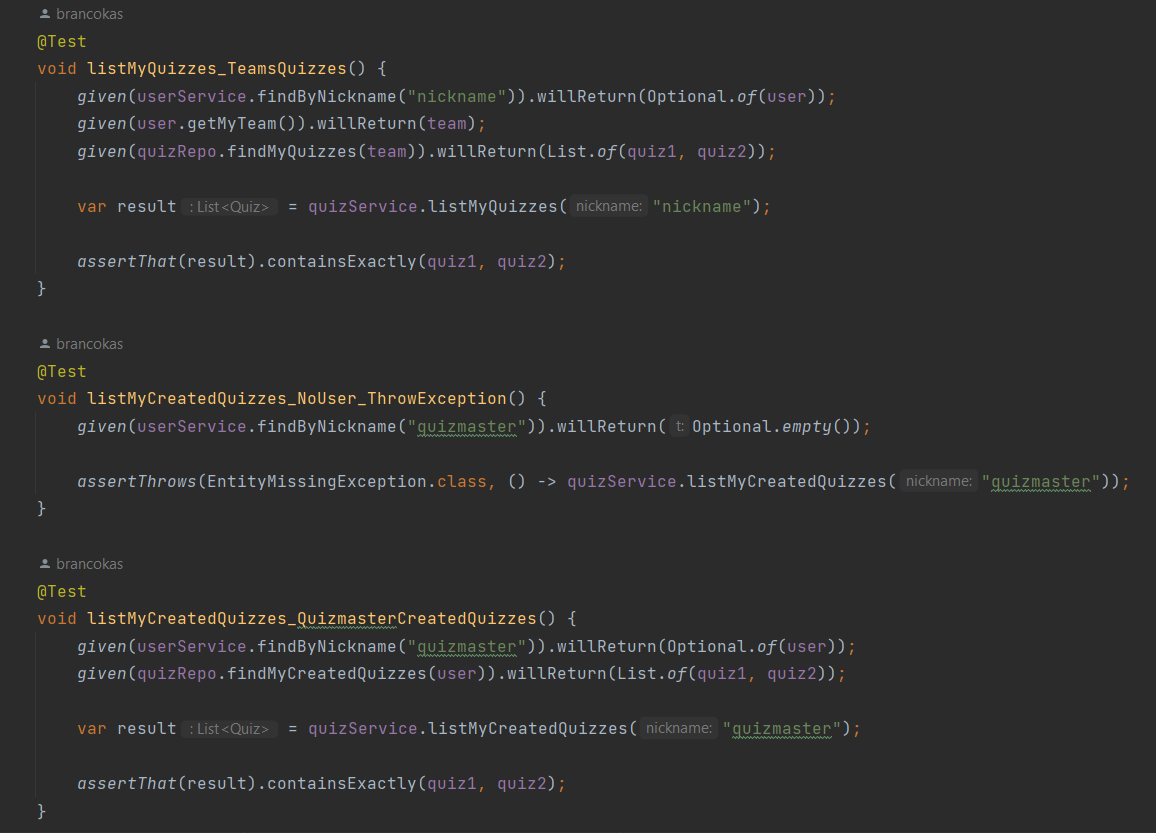 brancokas
@Test
void listMyQuizzes_TeamsQuizzes() {
given(userService.findByNickname("nickname")).willReturn(Optional.of(user));
given(user.getMyTeam()).willReturn(team);
given(quizRepo.findMyQuizzes(team)).willReturn(List.of(quiz1, quiz2));
var result : List<Quiz> = quizService.listMyQuizzes( nickname: "nickname");
assertThat(result).containsExactly(quiz1, quiz2);
}
brancokas
@Test
void listMyCreatedQuizzes_NoUser_ThrowException() {
given(userService.findByNickname("quizmaster")).willReturn( t: Optional.empty());
assertThrows(EntityMissingException.class, () -> quizService.listMyCreatedQuizzes( nickname: "quizmaster"));
}
brancokas
@Test
void listMyCreatedQuizzes_QuizmasterCreatedQuizzes() {
given(userService.findByNickname("quizmaster")).willReturn(Optional.of(user));
given(quizRepo.findMyCreatedQuizzes(user)).willReturn(List.of(quiz1, quiz2));
var result : List<Quiz> = quizService.listMyCreatedQuizzes( nickname: "quizmaster");
assertThat(result).containsExactly(quiz1, quiz2);
}